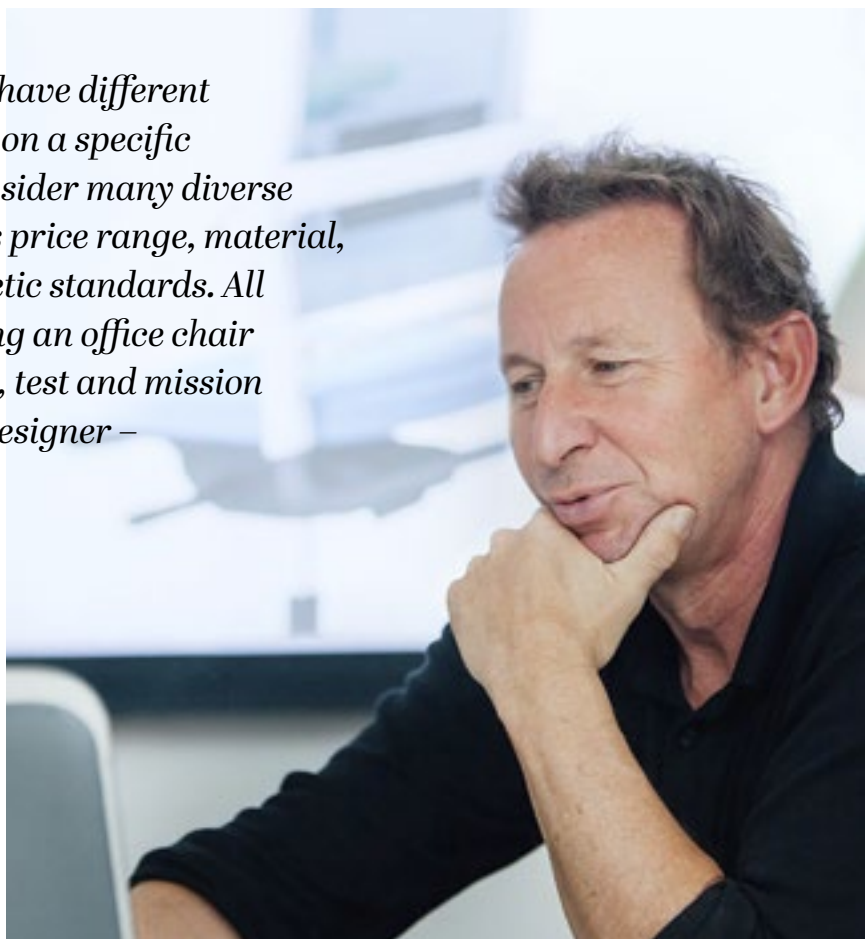 have different
on a specific
sider many diverse
s price range, material,
etic standards. All
ng an office chair
, test and mission
esigner –